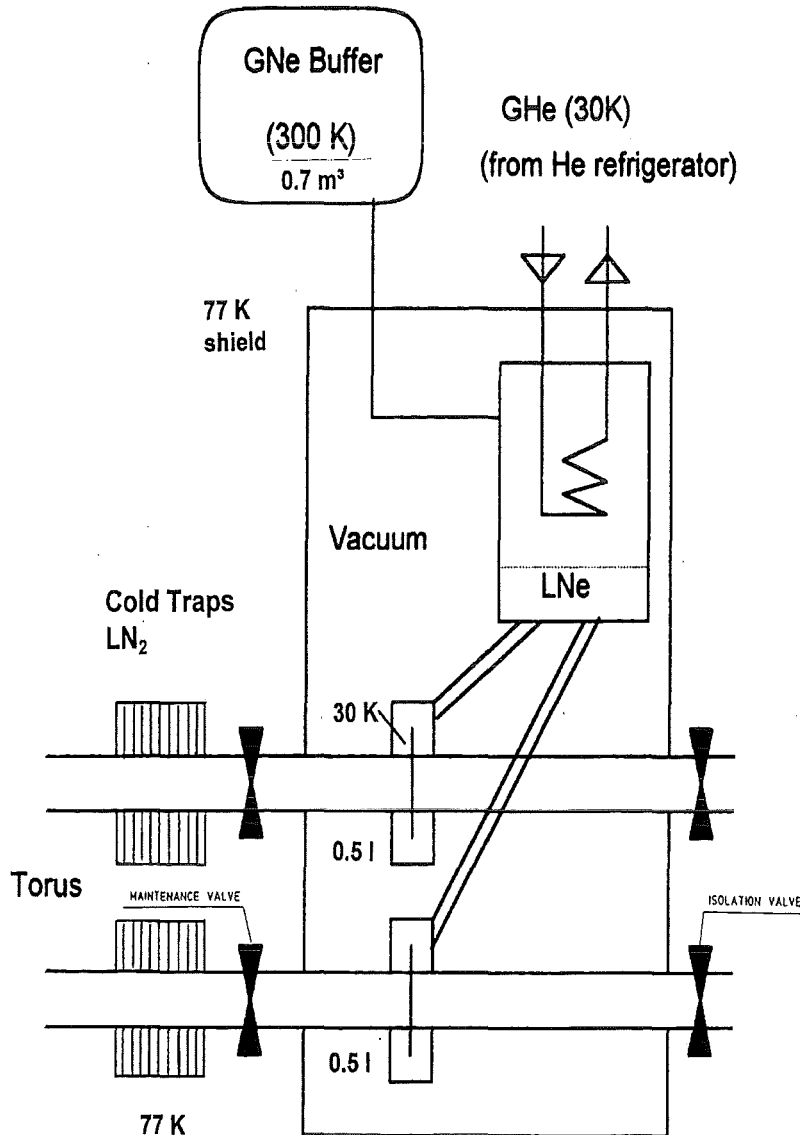 GNe Buffer
(300 K)
0.7 m³
GHe (30K)
(from He refrigerator)
77 K
shield
Vacuum
LNe
Cold Traps
LN₂
30 K
0.5 l
Torus
MAINTENANCE VALVE
ISOLATION VALVE
0.5 l
77 K